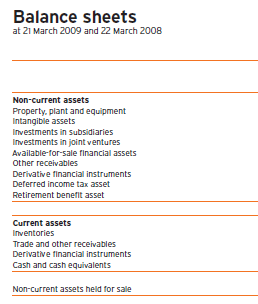 Balance sheets
at 21 March 2009 and 22 March 2008
Non-current assets
Property, plant and equipment
Intangible assets
Investments in subsidiaries
Investments in joint ventures
Available-for-sale financial assets
Other receivables
Derivative financial instruments
Deferred income tax asset
Retirement benefit asset
Current assets
Inventories
Trade and other receivables
Derivative financial instruments
Cash and cash equivalents
Non-current assets held for sale